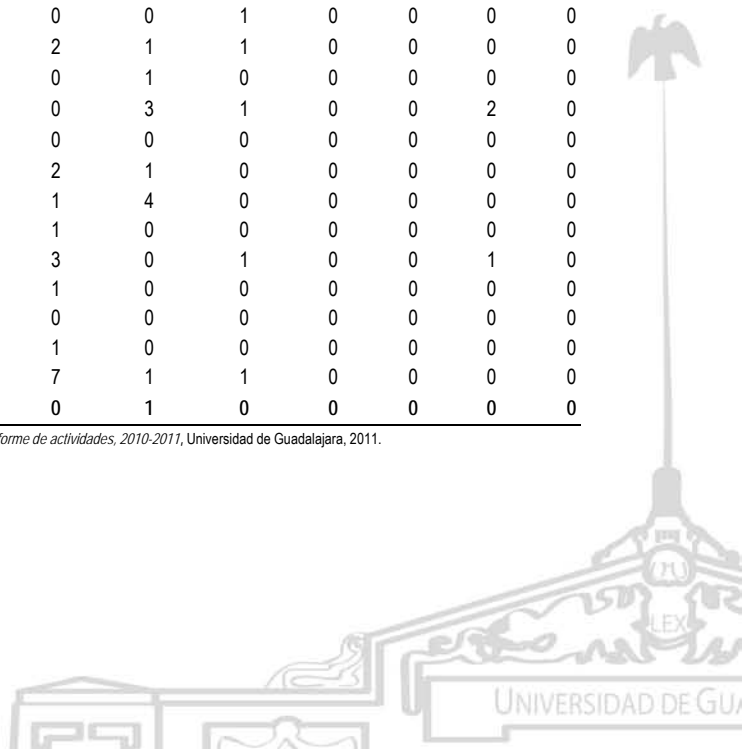 0 0 1 0 0 0 0
2 1 1 0 0 0 0
0 1 0 0 0 0 0
0 3 1 0 0 2 0
0 0 0 0 0 0 0
2 1 0 0 0 0 0
1 4 0 0 0 0 0
1 0 0 0 0 0 0
3 0 1 0 0 1 0
1 0 0 0 0 0 0
0 0 0 0 0 0 0
1 0 0 0 0 0 0
7 1 1 0 0 0 0
0 1 0 0 0 0 0
forme de actividades, 2010-2011, Universidad de Guadalajara, 2011.
LEX
UNIVERSIDAD DE GUA